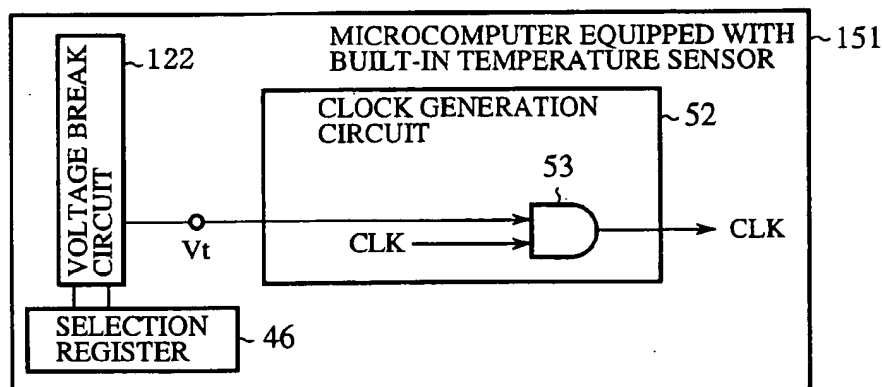 MICROCOMPUTER EQUIPPED WITH
BUILT-IN TEMPERATURE SENSOR
151
122
VOLTAGE BREAK
CIRCUIT
CLOCK GENERATION
CIRCUIT
52
53
Vt
CLK
CLK
SELECTION
REGISTER
46